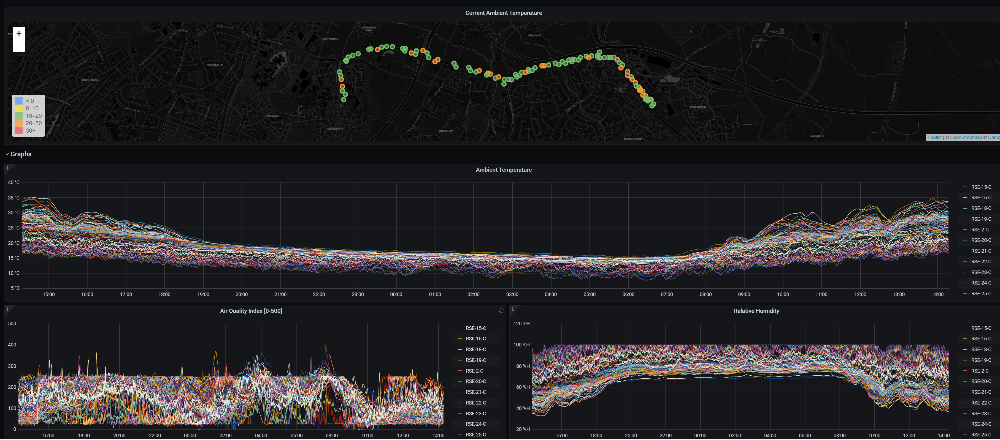 Current Ambient Temperature
+
−
HIGHBROOK
PARK
HARRY STOKE
Moorend
Station Road
Station Road
Link Road
NORTHVILLE
SOUTHMEAD
CHESWICK
STOKE PARK
FRENCHAY
LYDE GREEN
BLACKHORSE
PARKFIELD
< 0
0–10
10–20
20–30
30+
Leaflet | © OpenStreetMap © Carto
Graphs
i
Ambient Temperature
40 °C
35 °C
30 °C
25 °C
20 °C
15 °C
10 °C
5 °C
15:00 16:00 17:00 18:00 19:00 20:00 21:00 22:00 23:00 00:00 01:00 02:00 03:00 04:00 05:00 06:00 07:00 08:00 09:00 10:00 11:00 12:00 13:00 14:00
RSE-15-C
RSE-16-C
RSE-18-C
RSE-19-C
RSE-2-C
RSE-20-C
RSE-21-C
RSE-22-C
RSE-23-C
RSE-24-C
RSE-25-C
i
Air Quality Index [0-500]
500
400
300
200
100
0
16:00 18:00 20:00 22:00 00:00 02:00 04:00 06:00 08:00 10:00 12:00 14:00
RSE-15-C
RSE-16-C
RSE-18-C
RSE-19-C
RSE-2-C
RSE-20-C
RSE-21-C
RSE-22-C
RSE-23-C
RSE-24-C
RSE-25-C
i
Relative Humidity
120 %H
100 %H
80 %H
60 %H
40 %H
20 %H
16:00 18:00 20:00 22:00 00:00 02:00 04:00 06:00 08:00 10:00 12:00 14:00
RSE-15-C
RSE-16-C
RSE-18-C
RSE-19-C
RSE-2-C
RSE-20-C
RSE-21-C
RSE-22-C
RSE-23-C
RSE-24-C
RSE-25-C